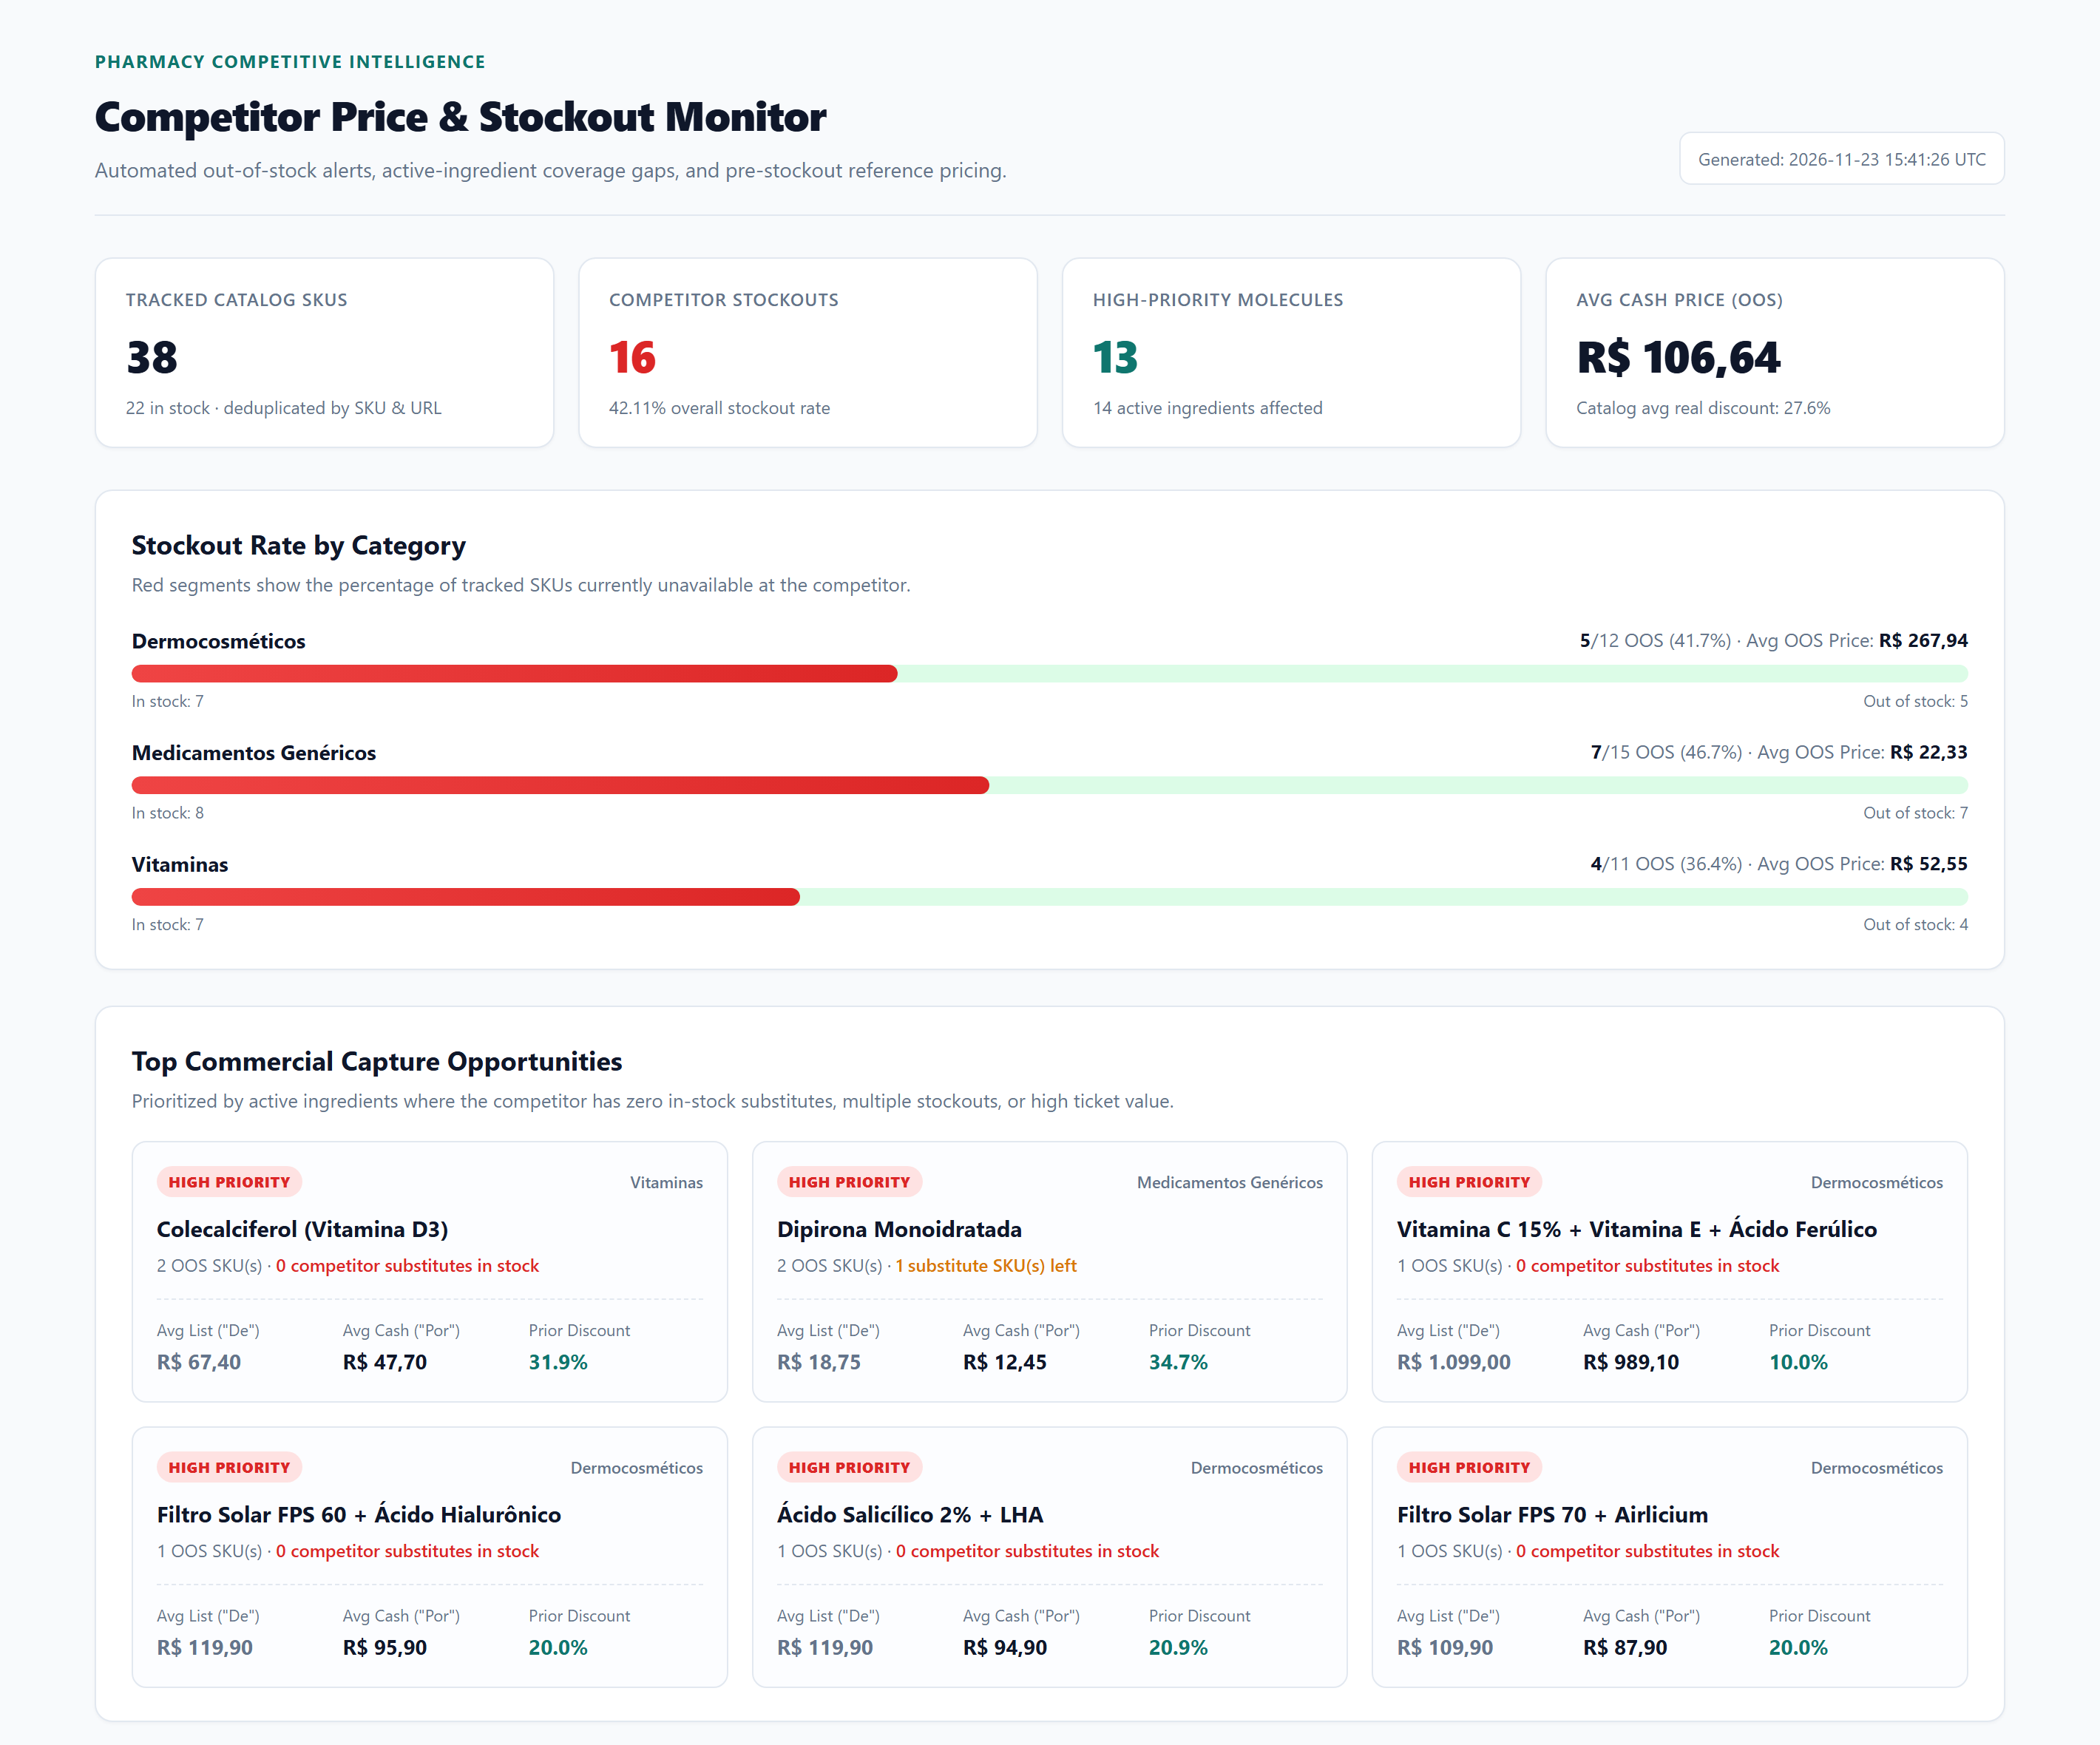 PHARMACY COMPETITIVE INTELLIGENCE
Competitor Price & Stockout Monitor
Automated out-of-stock alerts, active-ingredient coverage gaps, and pre-stockout reference pricing.
Generated: 2026-11-23 15:41:26 UTC
TRACKED CATALOG SKUS
38
22 in stock · deduplicated by SKU & URL
COMPETITOR STOCKOUTS
16
42.11% overall stockout rate
HIGH-PRIORITY MOLECULES
13
14 active ingredients affected
AVG CASH PRICE (OOS)
R$ 106,64
Catalog avg real discount: 27.6%
Stockout Rate by Category
Red segments show the percentage of tracked SKUs currently unavailable at the competitor.
Dermocosméticos
5/12 OOS (41.7%) · Avg OOS Price: R$ 267,94
In stock: 7
Out of stock: 5
Medicamentos Genéricos
7/15 OOS (46.7%) · Avg OOS Price: R$ 22,33
In stock: 8
Out of stock: 7
Vitaminas
4/11 OOS (36.4%) · Avg OOS Price: R$ 52,55
In stock: 7
Out of stock: 4
Top Commercial Capture Opportunities
Prioritized by active ingredients where the competitor has zero in-stock substitutes, multiple stockouts, or high ticket value.
HIGH PRIORITY
Vitaminas
Colecalciferol (Vitamina D3)
2 OOS SKU(s) · 0 competitor substitutes in stock
Avg List ("De") Avg Cash ("Por") Prior Discount
R$ 67,40 R$ 47,70 31.9%
HIGH PRIORITY
Medicamentos Genéricos
Dipirona Monoidratada
2 OOS SKU(s) · 1 substitute SKU(s) left
Avg List ("De") Avg Cash ("Por") Prior Discount
R$ 18,75 R$ 12,45 34.7%
HIGH PRIORITY
Dermocosméticos
Vitamina C 15% + Vitamina E + Ácido Ferúlico
1 OOS SKU(s) · 0 competitor substitutes in stock
Avg List ("De") Avg Cash ("Por") Prior Discount
R$ 1.099,00 R$ 989,10 10.0%
HIGH PRIORITY
Dermocosméticos
Filtro Solar FPS 60 + Ácido Hialurônico
1 OOS SKU(s) · 0 competitor substitutes in stock
Avg List ("De") Avg Cash ("Por") Prior Discount
R$ 119,90 R$ 95,90 20.0%
HIGH PRIORITY
Dermocosméticos
Ácido Salicílico 2% + LHA
1 OOS SKU(s) · 0 competitor substitutes in stock
Avg List ("De") Avg Cash ("Por") Prior Discount
R$ 119,90 R$ 94,90 20.9%
HIGH PRIORITY
Dermocosméticos
Filtro Solar FPS 70 + Airlicium
1 OOS SKU(s) · 0 competitor substitutes in stock
Avg List ("De") Avg Cash ("Por") Prior Discount
R$ 109,90 R$ 87,90 20.0%